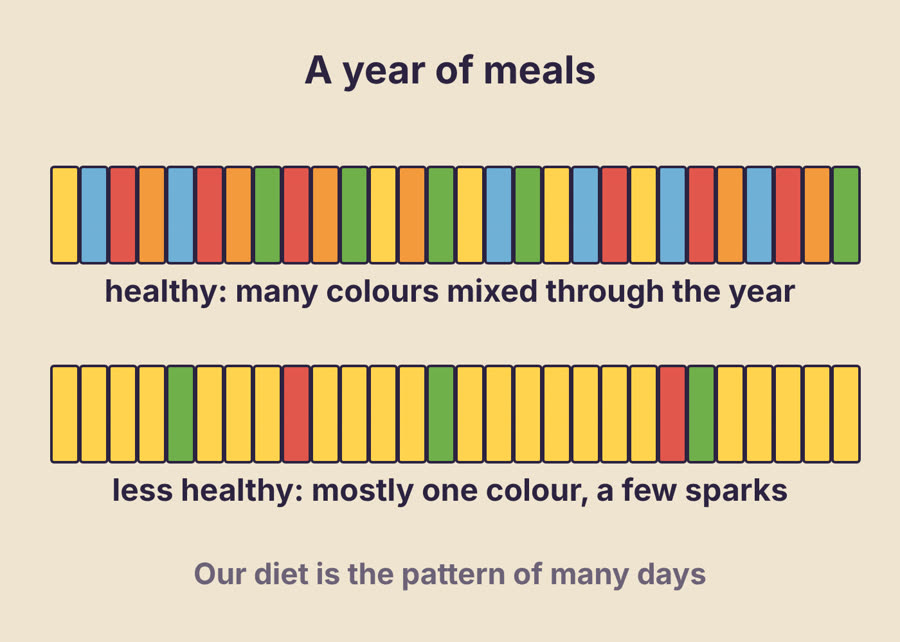 A year of meals
healthy: many colours mixed through the year
less healthy: mostly one colour, a few sparks
Our diet is the pattern of many days